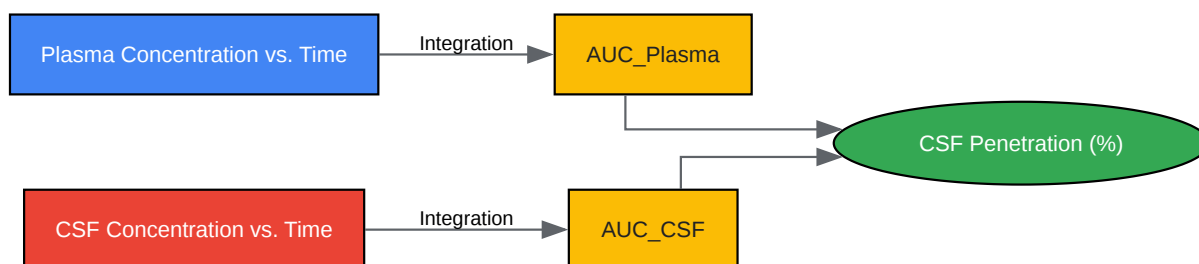 Plasma Concentration vs. Time
Integration
AUC_Plasma
CSF Penetration (%)
CSF Concentration vs. Time
Integration
AUC_CSF